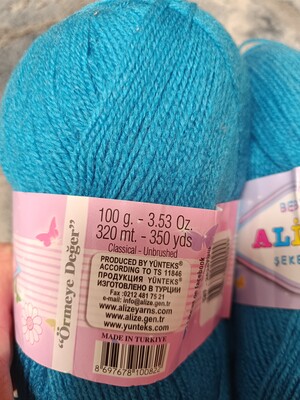 100 g. - 3.53 Oz.
320 mt. - 350 yds
Classical - Unbrushed
PRODUCED BY YÜNTEKS®
ACCORDING TO TS 11846
ПРОДУКЦИЯ YÜNTEKS®
ИЗГОТОВЛЕНО В ТУРЦИИ
Fax :0212 481 75 21
e-mail: info@alize.gen.tr
www.alizeyarns.com
www.alize.gen.tr
www.yunteks.com
MADE IN TURKIYE
"Örmeye Değer"
ALI
ŞEKE